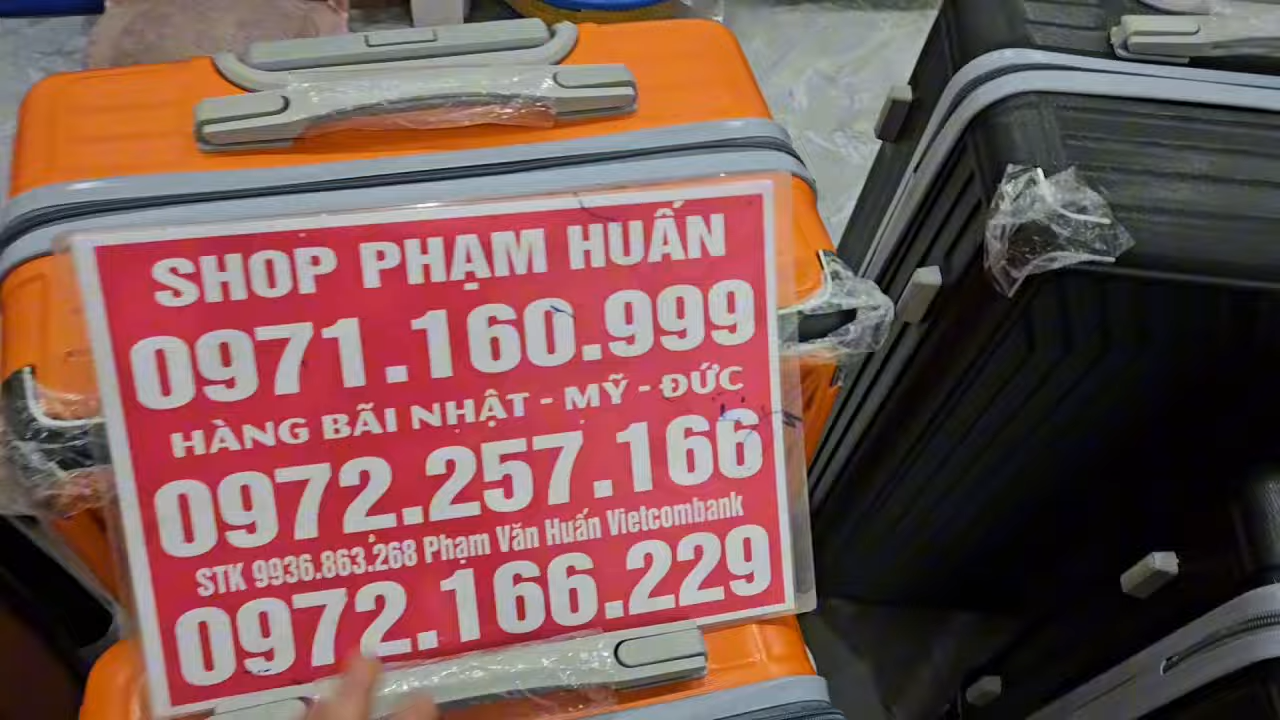 SHOP PHẠM HUẤN
0971.160.999
HÀNG BÃI NHẬT - MỸ - ĐỨC
0972.257.166
STK 9936.863.268 Phạm Văn Huấn Vietcombank
0972.166.229